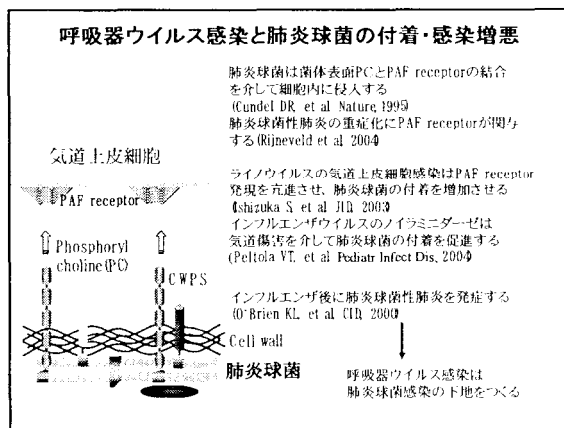 呼吸器ウイルス感染と肺炎球菌の付着・感染増悪
肺炎球菌は菌体表面PCとPAF receptorの結合
を介して細胞内に侵入する
(Cundel DR, et al Nature, 1995)
肺炎球菌性肺炎の重症化にPAF receptorが関与
する(Rijneveld et al 2004)
気道上皮細胞
ライノウイルスの気道上皮細胞感染はPAF receptor
発現を亢進させ、肺炎球菌の付着を増加させる
(Ishizuka S, et al JID, 2003)
インフルエンザウイルスのノイラミニダーゼは
気道傷害を介して肺炎球菌の付着を促進する
(Peltola VT, et al Pediatr Infect Dis, 2004)
インフルエンザ後に肺炎球菌性肺炎を発症する
(O'Brien KL, et al CID, 2000)
呼吸器ウイルス感染は
肺炎球菌感染の下地をつくる
PAF receptor
Phosphoryl
choline(PC)
CWPS
Cell wall
肺炎球菌